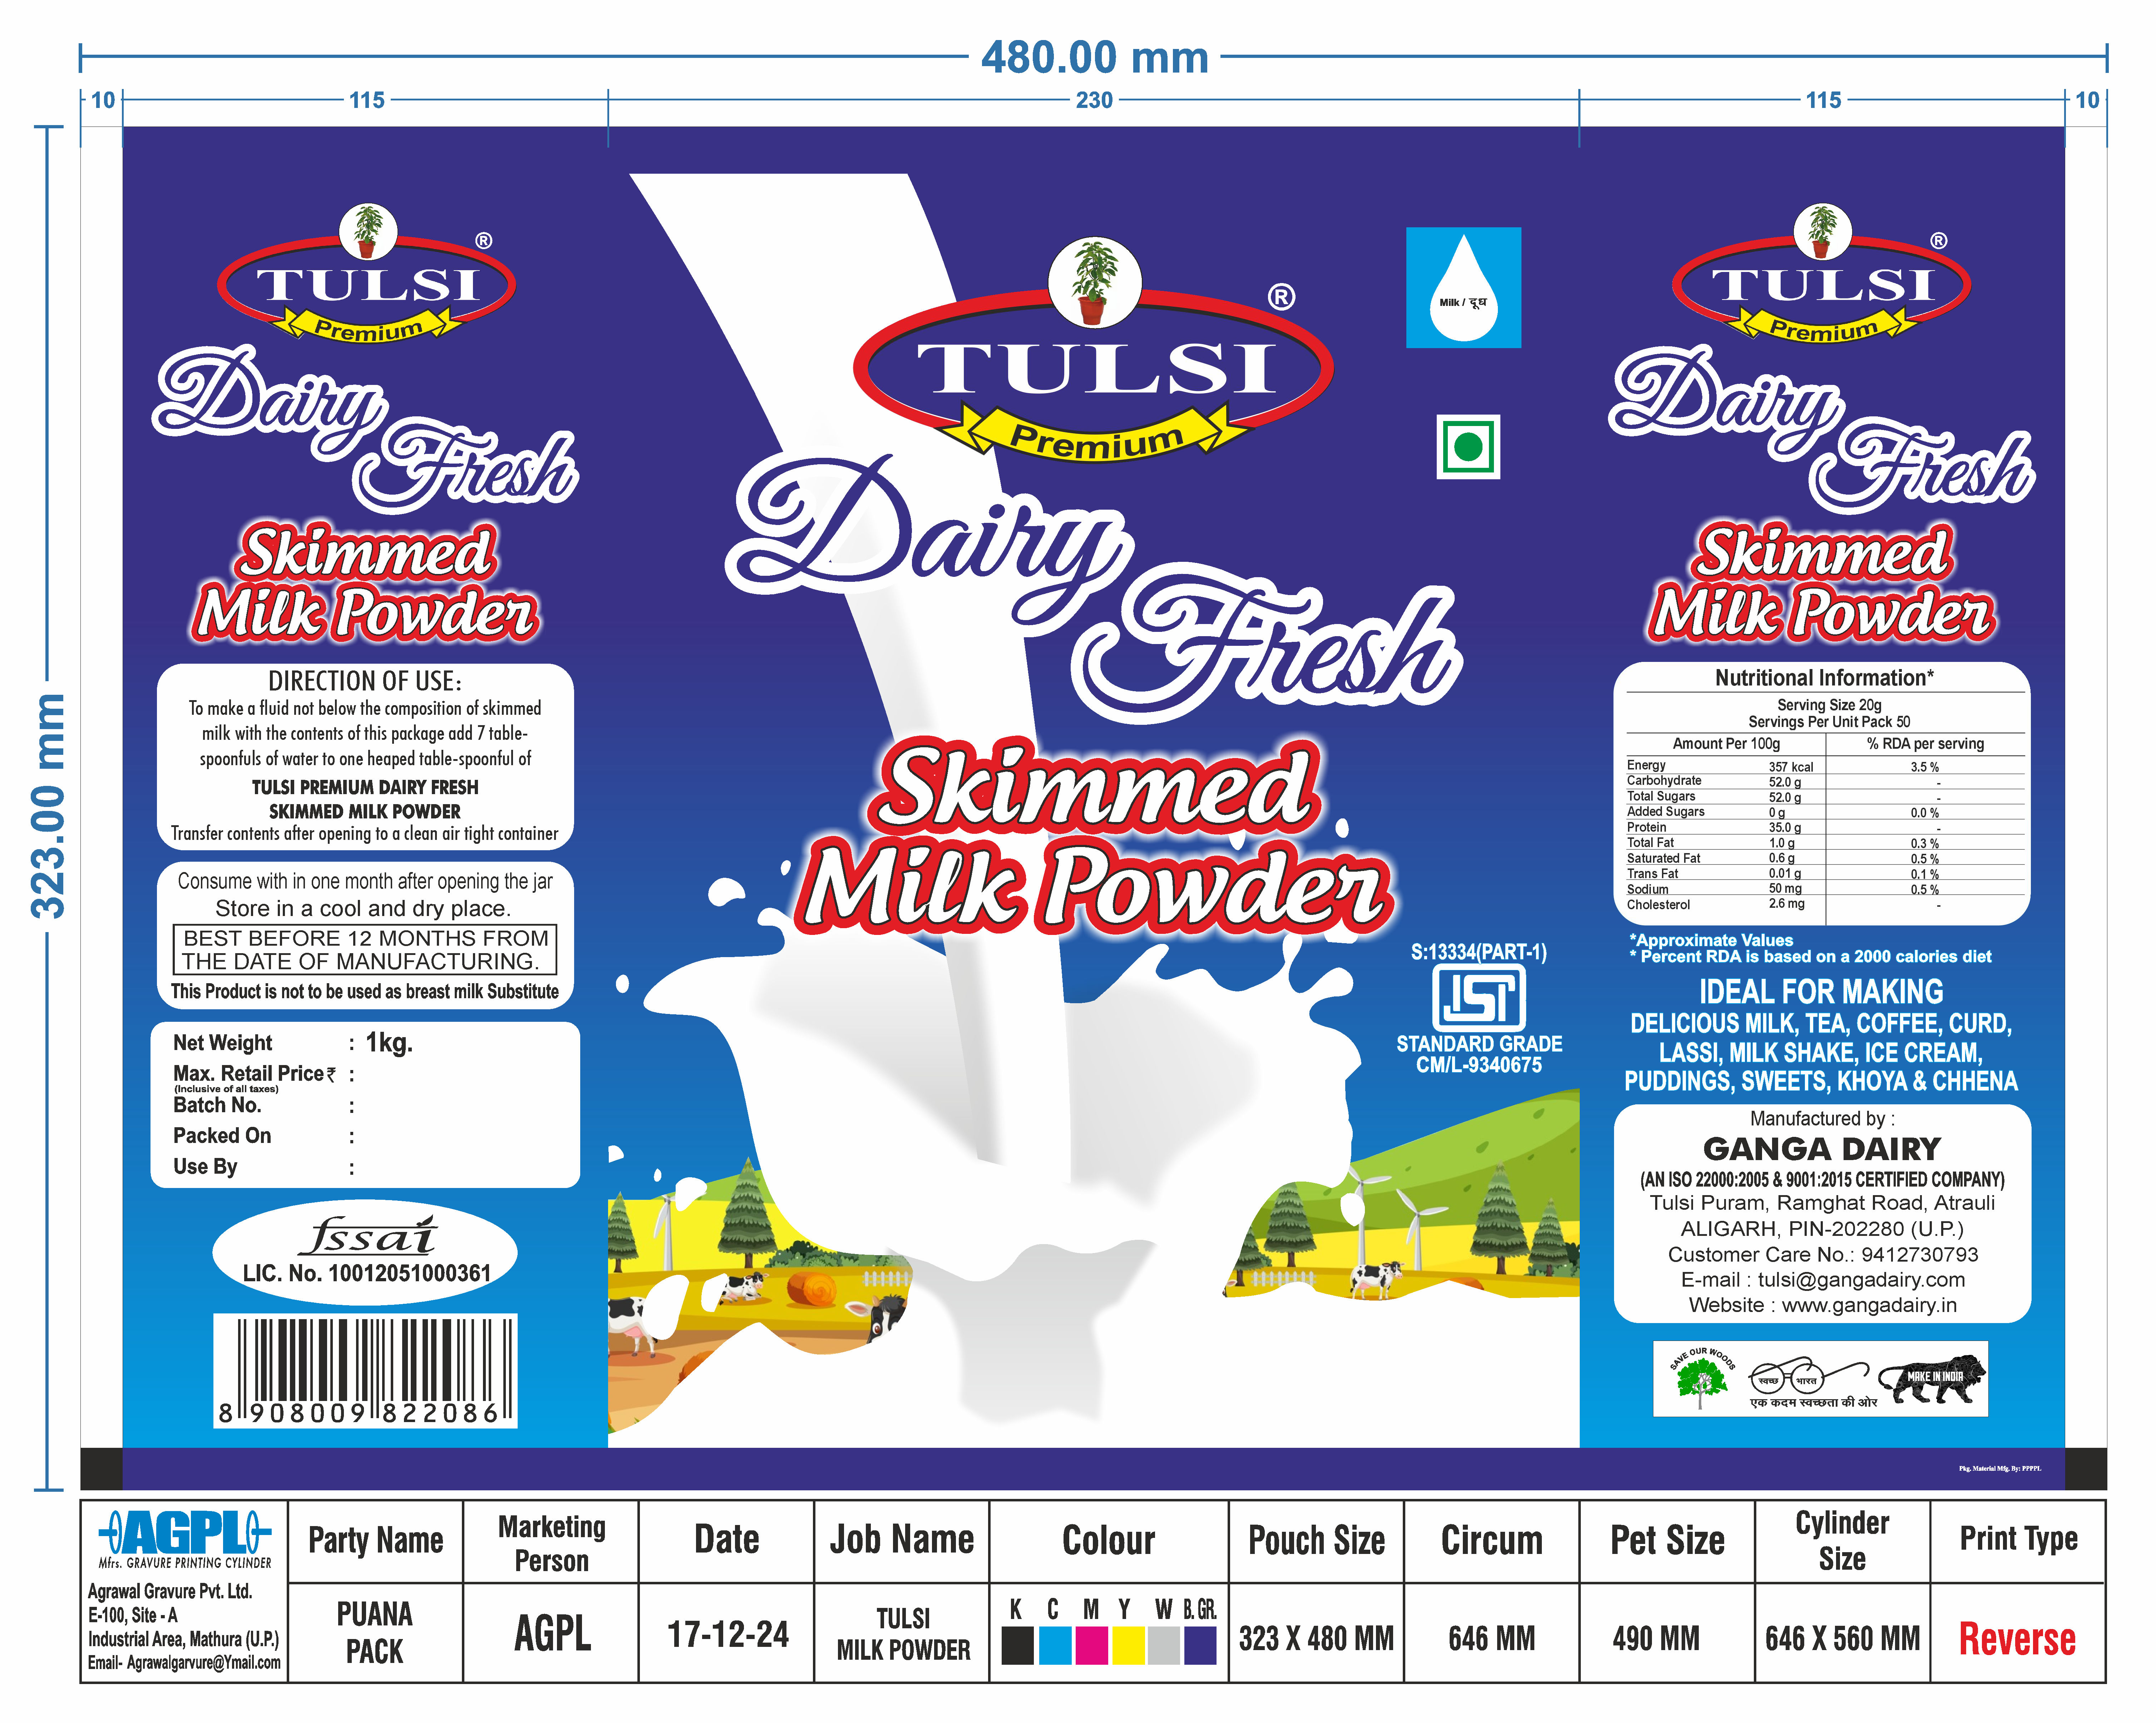 480.00 mm
10
115
230
115
10
323.00 mm
TULSI
®
Premium
Dairy
Fresh
Skimmed
Milk Powder
DIRECTION OF USE:
To make a fluid not below the composition of skimmed
milk with the contents of this package add 7 table-
spoonfuls of water to one heaped table-spoonful of
TULSI PREMIUM DAIRY FRESH
SKIMMED MILK POWDER
Transfer contents after opening to a clean air tight container
Consume with in one month after opening the jar
Store in a cool and dry place.
BEST BEFORE 12 MONTHS FROM
THE DATE OF MANUFACTURING.
This Product is not to be used as breast milk Substitute
Net Weight : 1kg.
Max. Retail Price ₹ :
(Inclusive of all taxes)
Batch No. :
Packed On :
Use By :
fssai
LIC. No. 10012051000361
8 908009 822086
TULSI
®
Premium
Dairy
Fresh
Skimmed
Milk Powder
Milk / दूध
S:13334(PART-1)
ISI
STANDARD GRADE
CM/L-9340675
TULSI
®
Premium
Dairy
Fresh
Skimmed
Milk Powder
Nutritional Information*
Serving Size 20g
Servings Per Unit Pack 50
Amount Per 100g % RDA per serving
Energy 357 kcal 3.5 %
Carbohydrate 52.0 g -
Total Sugars 52.0 g -
Added Sugars 0 g 0.0 %
Protein 35.0 g -
Total Fat 1.0 g 0.3 %
Saturated Fat 0.6 g 0.5 %
Trans Fat 0.01 g 0.1 %
Sodium 50 mg 0.5 %
Cholesterol 2.6 mg -
*Approximate Values
* Percent RDA is based on a 2000 calories diet
IDEAL FOR MAKING
DELICIOUS MILK, TEA, COFFEE, CURD,
LASSI, MILK SHAKE, ICE CREAM,
PUDDINGS, SWEETS, KHOYA & CHHENA
Manufactured by :
GANGA DAIRY
(AN ISO 22000:2005 & 9001:2015 CERTIFIED COMPANY)
Tulsi Puram, Ramghat Road, Atrauli
ALIGARH, PIN-202280 (U.P.)
Customer Care No.: 9412730793
E-mail : tulsi@gangadairy.com
Website : www.gangadairy.in
SAVE OUR WOODS
स्वच्छ भारत
एक कदम स्वच्छता की ओर
MAKE IN INDIA
Pkg. Material Mfg. By: PPPPL
AGPL
Mfrs. GRAVURE PRINTING CYLINDER
Agrawal Gravure Pvt. Ltd.
E-100, Site - A
Industrial Area, Mathura (U.P.)
Email- Agrawalgarvure@Ymail.com
Party Name
PUANA
PACK
Marketing
Person
AGPL
Date
17-12-24
Job Name
TULSI
MILK POWDER
Colour
K C M Y W B. GR.
Pouch Size
323 X 480 MM
Circum
646 MM
Pet Size
490 MM
Cylinder
Size
646 X 560 MM
Print Type
Reverse